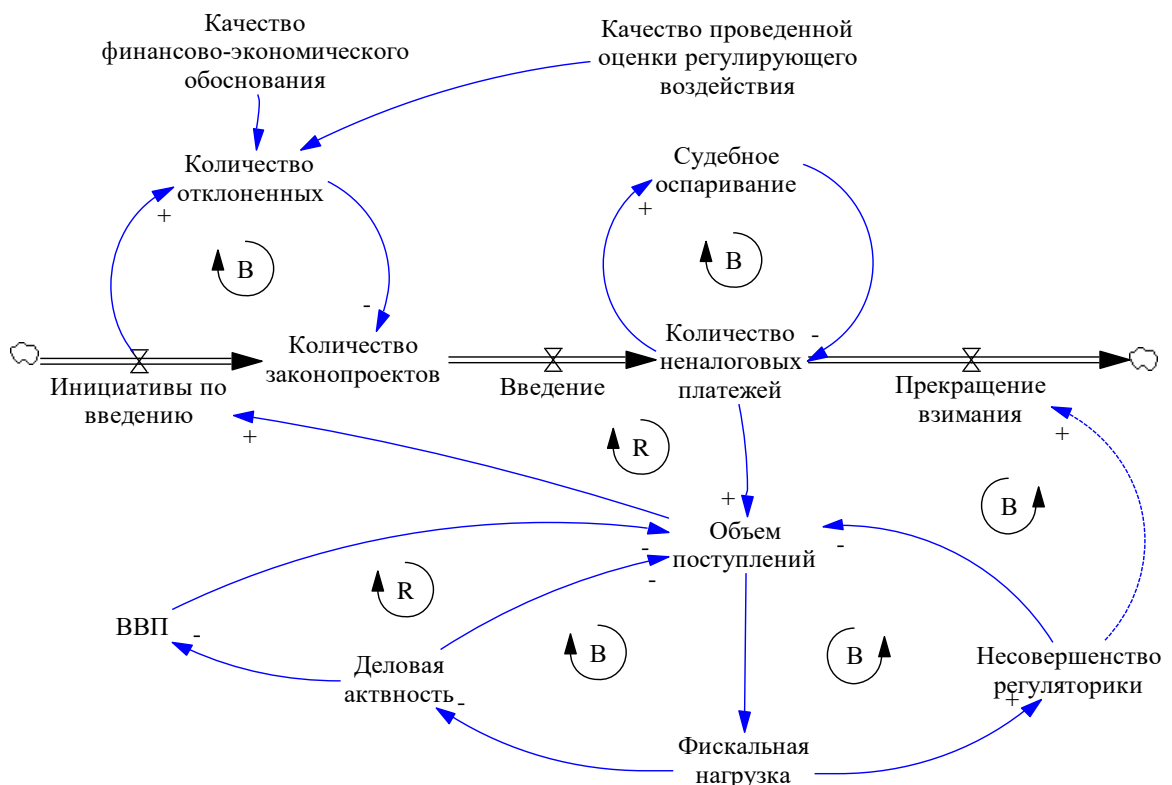 Качество
финансово-экономического
обоснования
Качество проведенной
оценки регулирующего
воздействия
Количество
отклоненных
Судебное
оспаривание
+
+
B
B
-
-
Инициативы по
введению
Количество
законопроектов
Введение
Количество
неналоговых
платежей
Прекращение
взимания
+
R
+
+
B
Объем
поступлений
-
-
-
R
ВВП
-
B
B
Деловая
актвность
-
Несовершенство
регуляторики
+
Фискальная
нагрузка